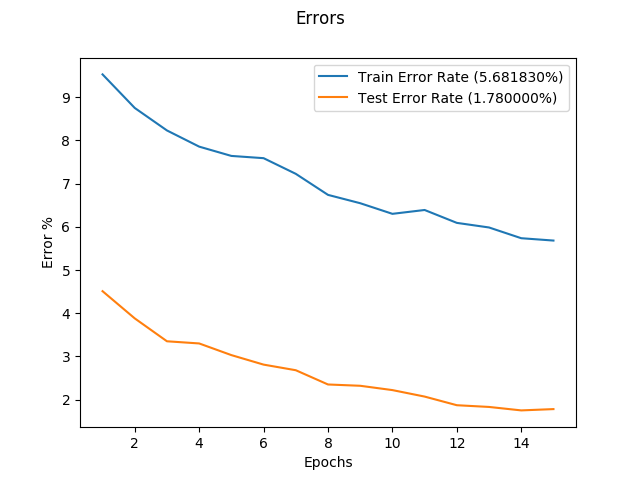 Errors
Train Error Rate (5.681830%)
Test Error Rate (1.780000%)
Error %
9
8
7
6
5
4
3
2
2 4 6 8 10 12 14
Epochs